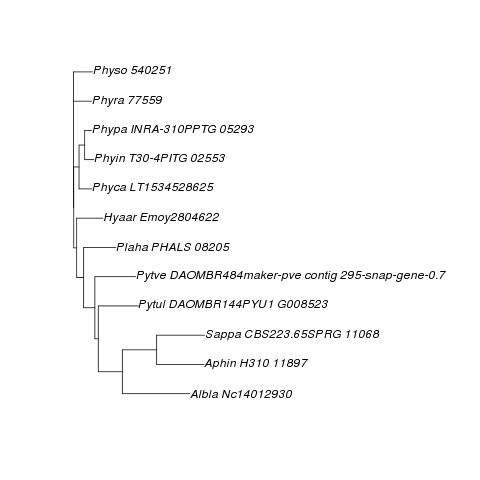 Physo 540251
Phyra 77559
Phypa INRA-310PPTG 05293
Phyin T30-4PITG 02553
Phyca LT1534528625
Hyaar Emoy2804622
Plaha PHALS 08205
Pytve DAOMBR484maker-pve contig 295-snap-gene-0.7
Pytul DAOMBR144PYU1 G008523
Sappa CBS223.65SPRG 11068
Aphin H310 11897
Albla Nc14012930